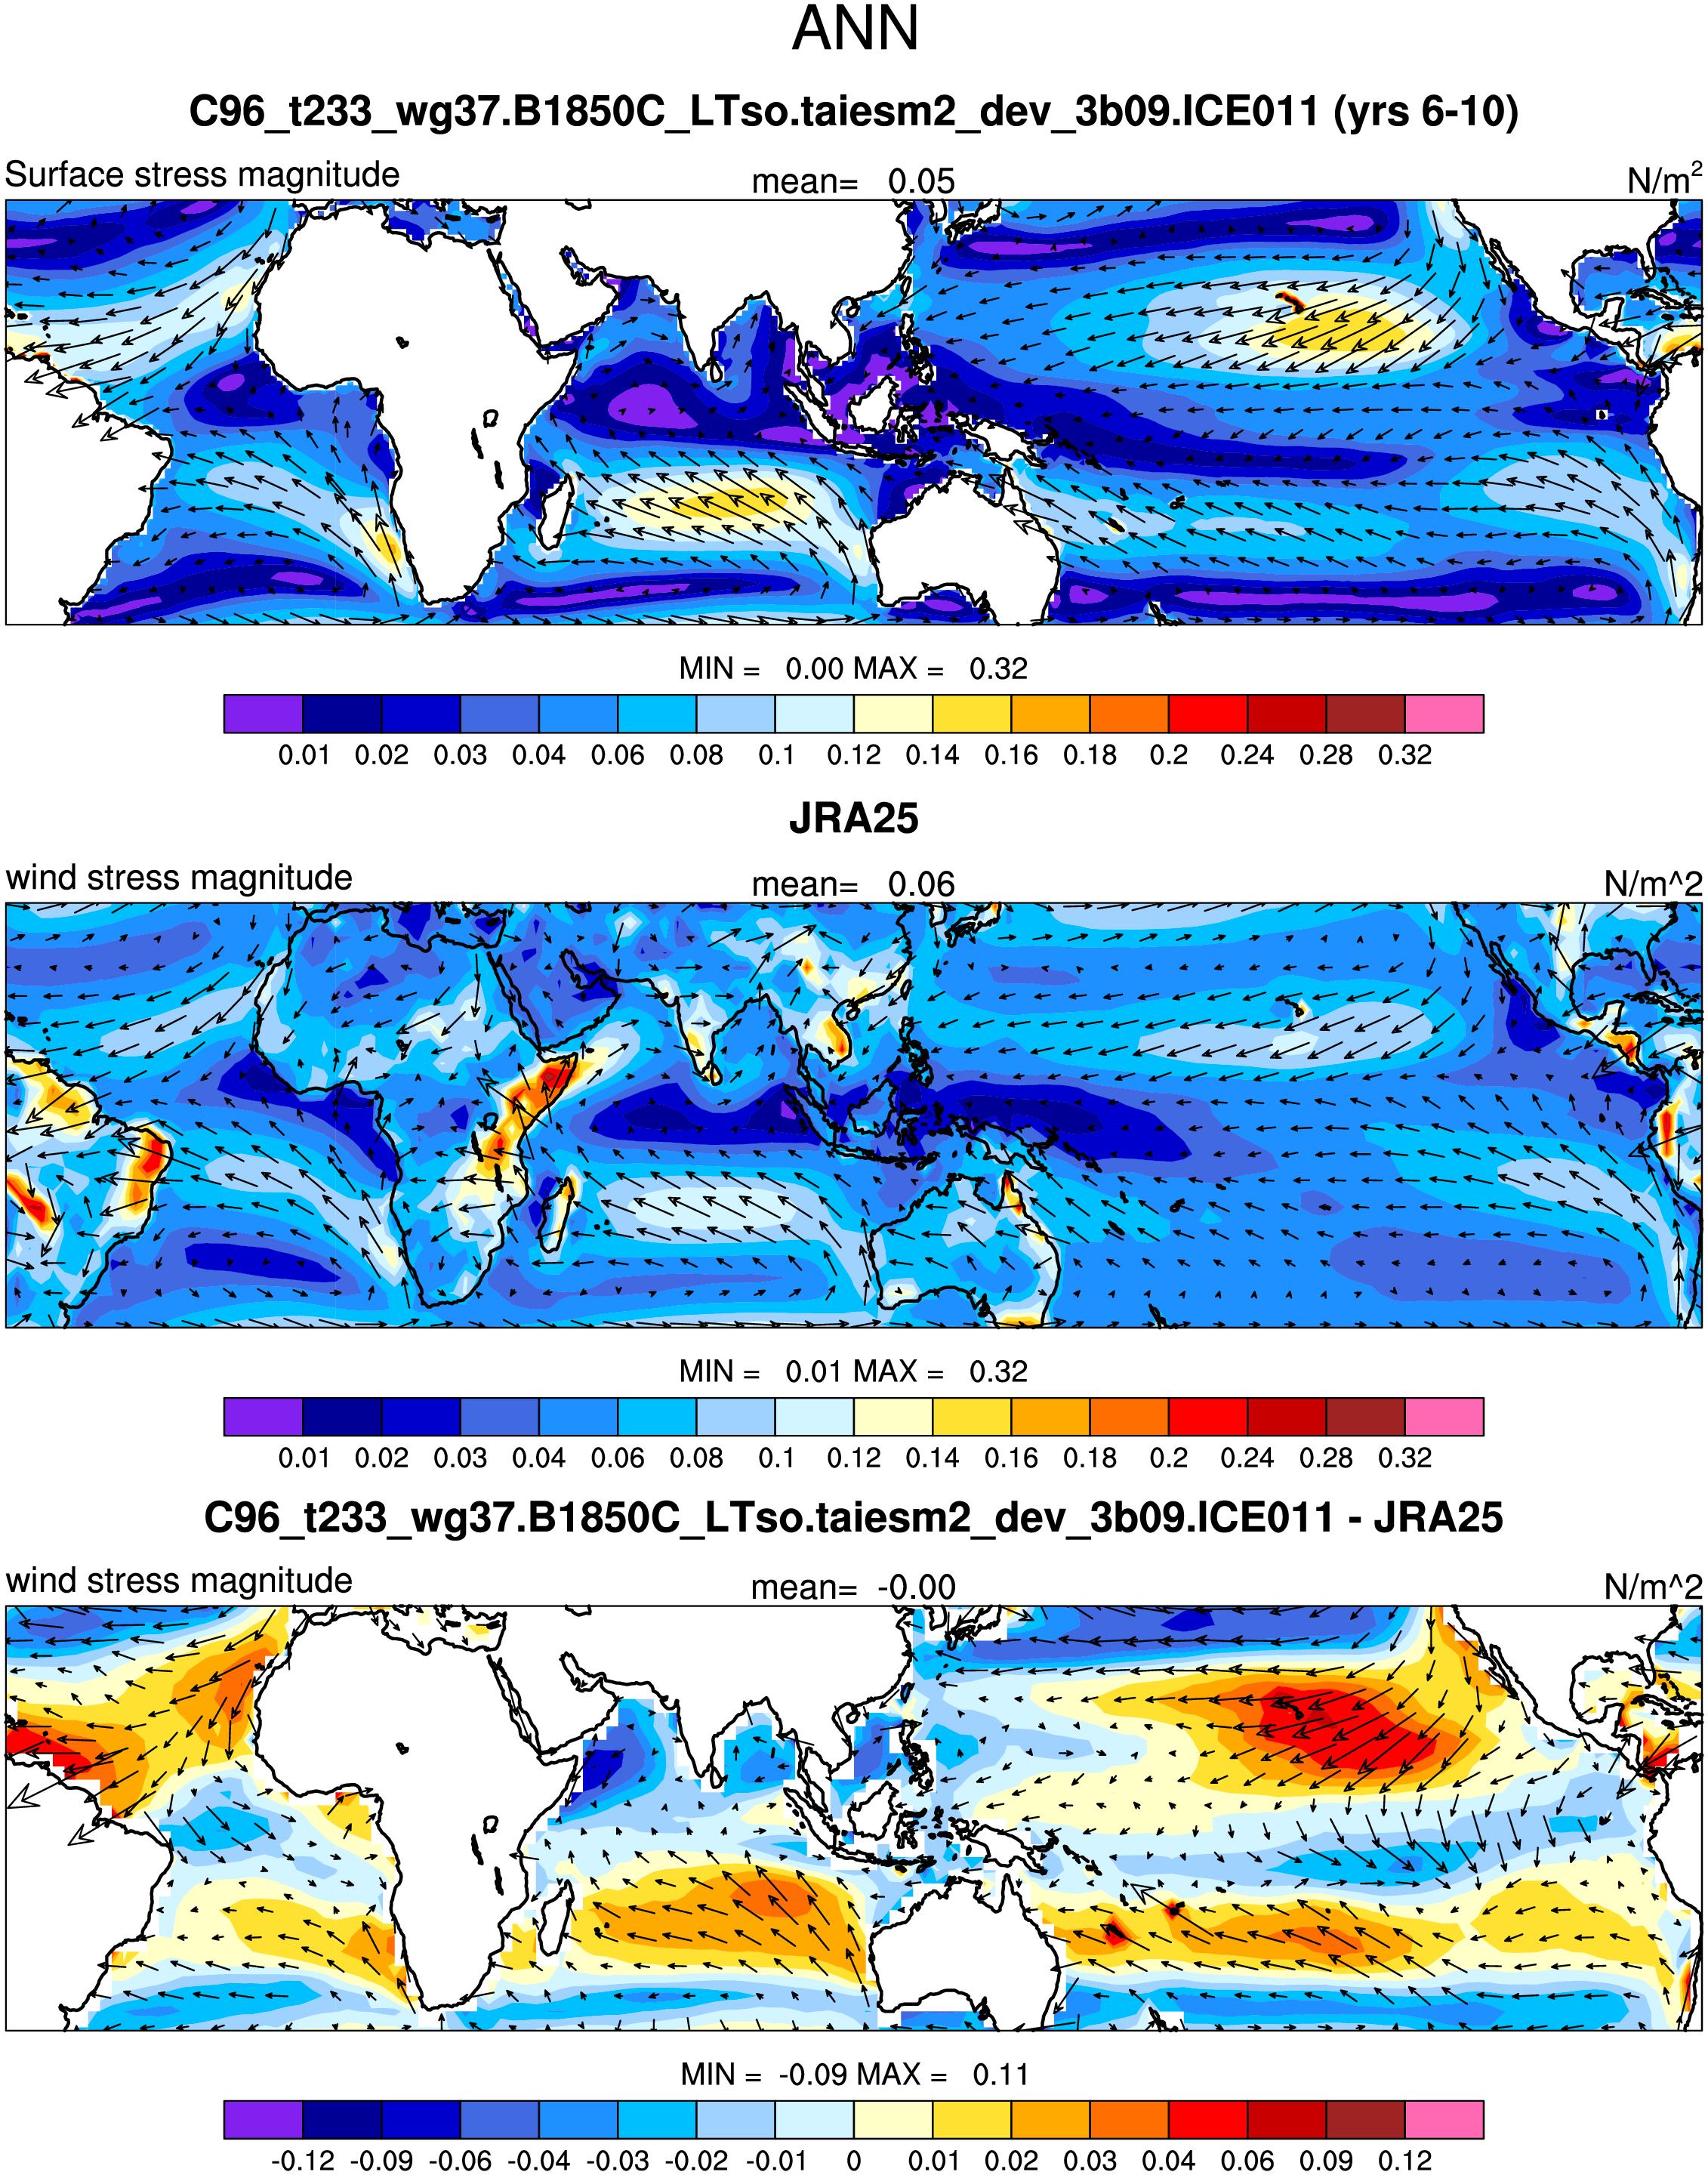 ANN
C96_t233_wg37.B1850C_LTso.taiesm2_dev_3b09.ICE011 (yrs 6-10)
Surface stress magnitude mean= 0.05 N/m2
MIN = 0.00 MAX = 0.32
0.01 0.02 0.03 0.04 0.06 0.08 0.1 0.12 0.14 0.16 0.18 0.2 0.24 0.28 0.32
JRA25
wind stress magnitude mean= 0.06 N/m^2
MIN = 0.01 MAX = 0.32
0.01 0.02 0.03 0.04 0.06 0.08 0.1 0.12 0.14 0.16 0.18 0.2 0.24 0.28 0.32
C96_t233_wg37.B1850C_LTso.taiesm2_dev_3b09.ICE011 - JRA25
wind stress magnitude mean= -0.00 N/m^2
MIN = -0.09 MAX = 0.11
-0.12 -0.09 -0.06 -0.04 -0.03 -0.02 -0.01 0 0.01 0.02 0.03 0.04 0.06 0.09 0.12